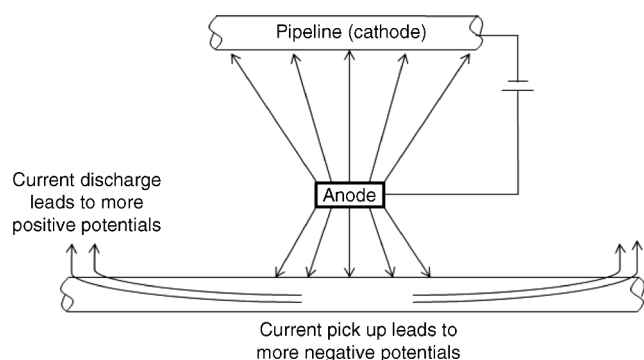 Pipeline (cathode)
Anode
Current discharge
leads to more
positive potentials
Current pick up leads to
more negative potentials